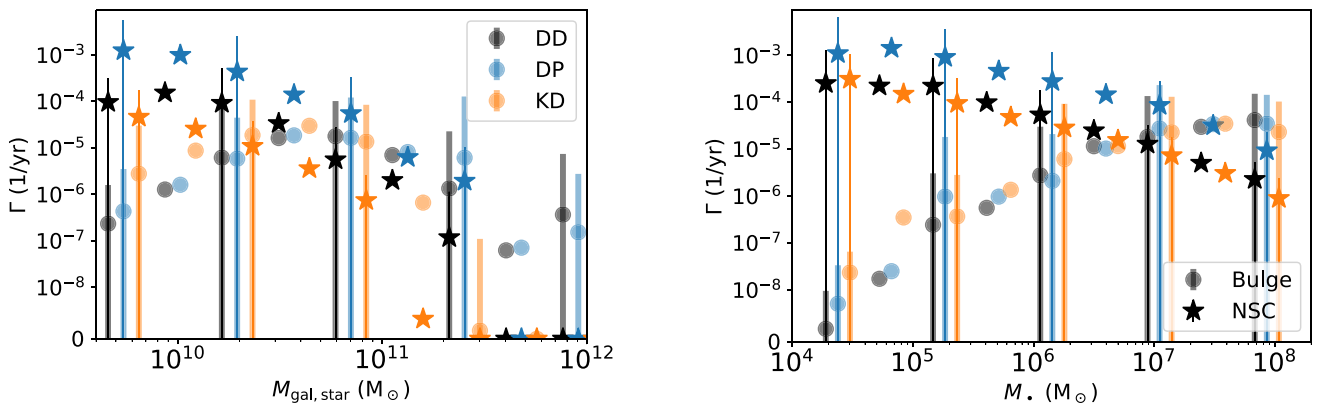 DD
DP
KD
Γ (1/yr)
10⁻³
10⁻⁴
10⁻⁵
10⁻⁶
10⁻⁷
10⁻⁸
0
10¹⁰
10¹¹
10¹²
M_gal,star (M_⊙)
Γ (1/yr)
10⁻³
10⁻⁴
10⁻⁵
10⁻⁶
10⁻⁷
10⁻⁸
0
Bulge
NSC
10⁴
10⁵
10⁶
10⁷
10⁸
M_• (M_⊙)